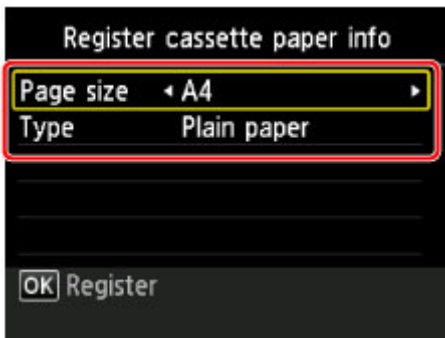 Register cassette paper info
Page size A4
Type Plain paper
OK Register